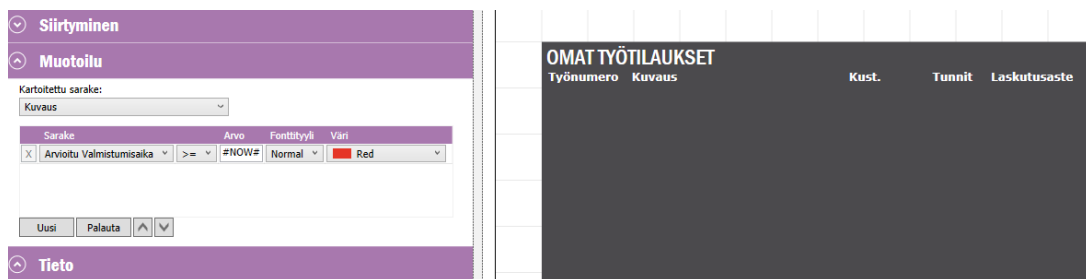 Siirtyminen
Muotoilu
Kartoitettu sarake:
Kuvaus
Sarake Arvo Fonttityyli Väri
X Arvioitu Valmistumisaika >= #NOW# Normal Red
Uusi Palauta
Tieto
OMAT TYÖTILAUKSET
Työnumero Kuvaus Kust. Tunnit Laskutusaste